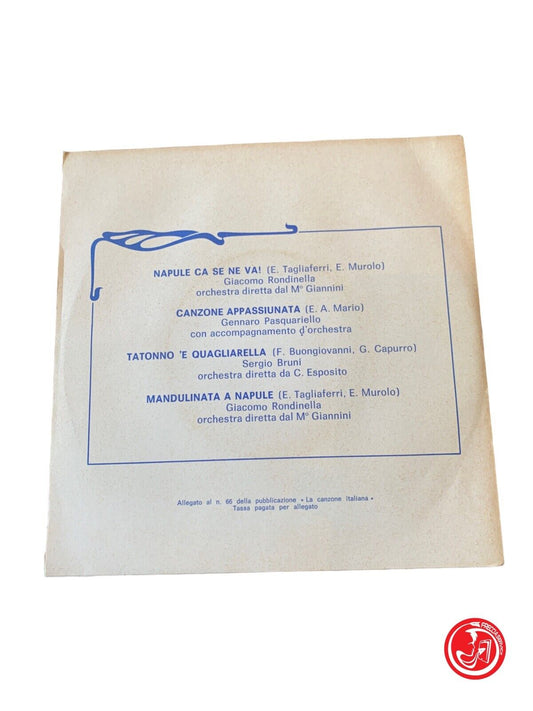 NAPULE CA SE NE VA! (E. Tagliaferri, E. Murolo)
Giacomo Rondinella
orchestra diretta dal M° Giannini
CANZONE APPASSIUNATA (E. A. Mario)
Gennaro Pasquariello
con accompagnamento d'orchestra
TATONNO 'E QUAGLIARELLA (F. Buongiovanni, G. Capurro)
Sergio Bruni
orchestra diretta da C. Esposito
MANDULINATA A NAPULE (E. Tagliaferri, E. Murolo)
Giacomo Rondinella
orchestra diretta dal M° Giannini
Allegato al n. 66 della pubblicazione « La canzone italiana »
Tassa pagata per allegato